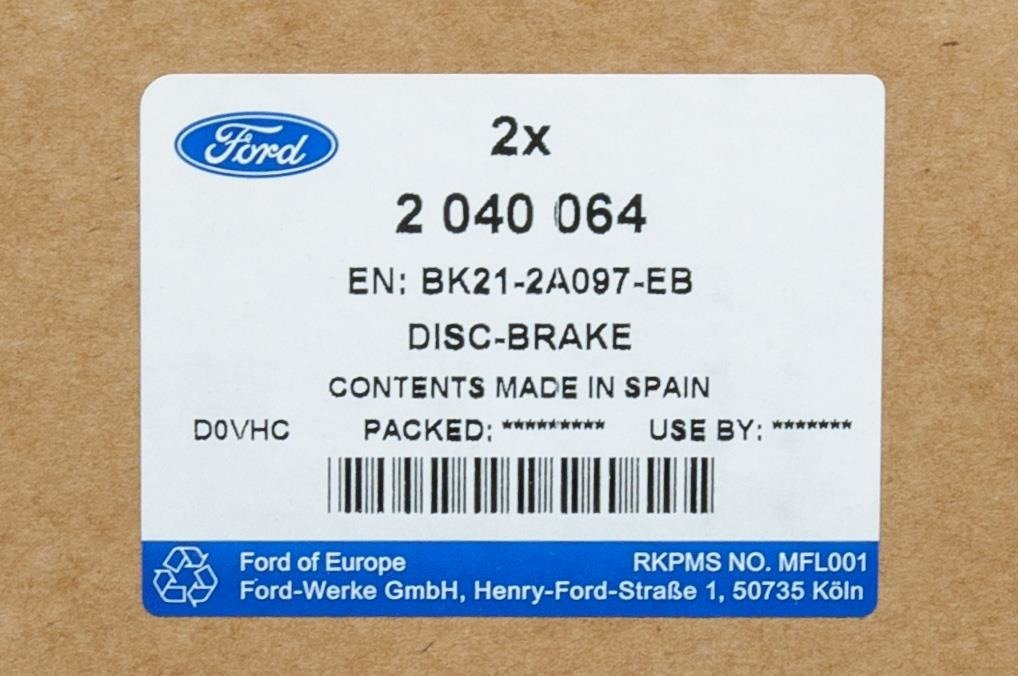 Ford
2x
2 040 064
EN: BK21-2A097-EB
DISC-BRAKE
CONTENTS MADE IN SPAIN
D0VHC PACKED: ********* USE BY: *******
Ford of Europe RKPMS NO. MFL001
Ford-Werke GmbH, Henry-Ford-Straße 1, 50735 Köln